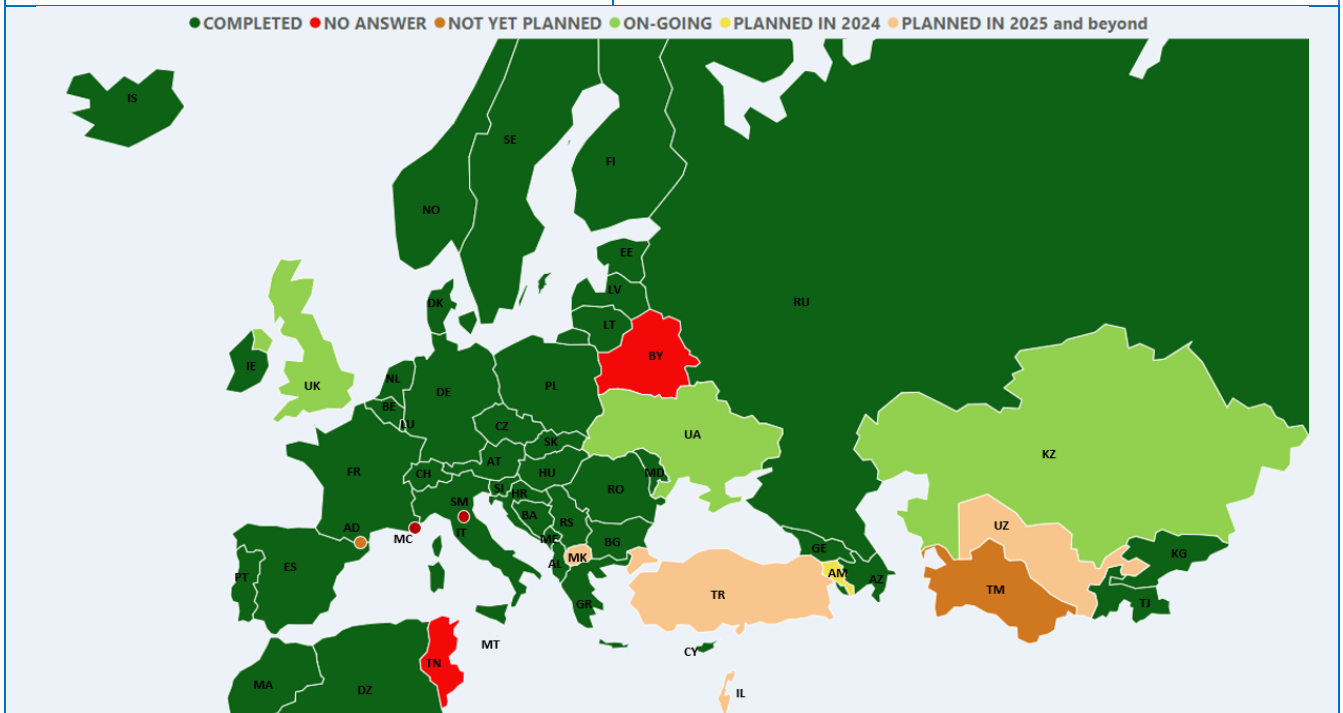 COMPLETED NO ANSWER NOT YET PLANNED ON-GOING PLANNED IN 2024 PLANNED IN 2025 and beyond
IS
SE
FI
NO
EE
LV
DK
RU
LT
BY
IE
UK
NL
DE
PL
BE
LU
CZ
UA
SK
KZ
FR
CH
AT
HU
MD
RO
SI
HR
SM
BA
RS
UZ
AD
MC
IT
ME
BG
GE
KG
MK
AL
ES
PT
AM
AZ
TR
TM
GR
TJ
MT
CY
TN
MA
DZ
IL